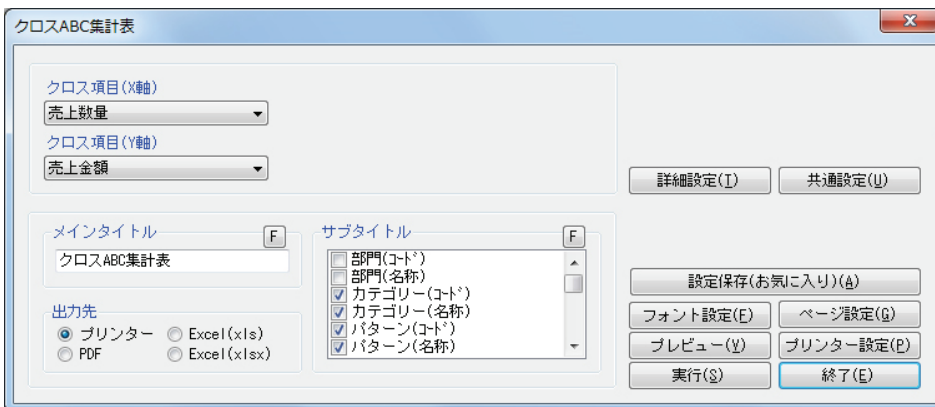 クロスABC集計表
クロス項目(X軸)
売上数量
クロス項目(Y軸)
売上金額
詳細設定(I) 共通設定(U)
メインタイトル F
クロスABC集計表
サブタイトル F
部門(ｺｰﾄﾞ)
部門(名称)
カテゴリー(ｺｰﾄﾞ)
カテゴリー(名称)
パターン(ｺｰﾄﾞ)
パターン(名称)
出力先
プリンター Excel(xls)
PDF Excel(xlsx)
設定保存(お気に入り)(A)
フォント設定(F) ページ設定(G)
プレビュー(V) プリンター設定(P)
実行(S) 終了(E)